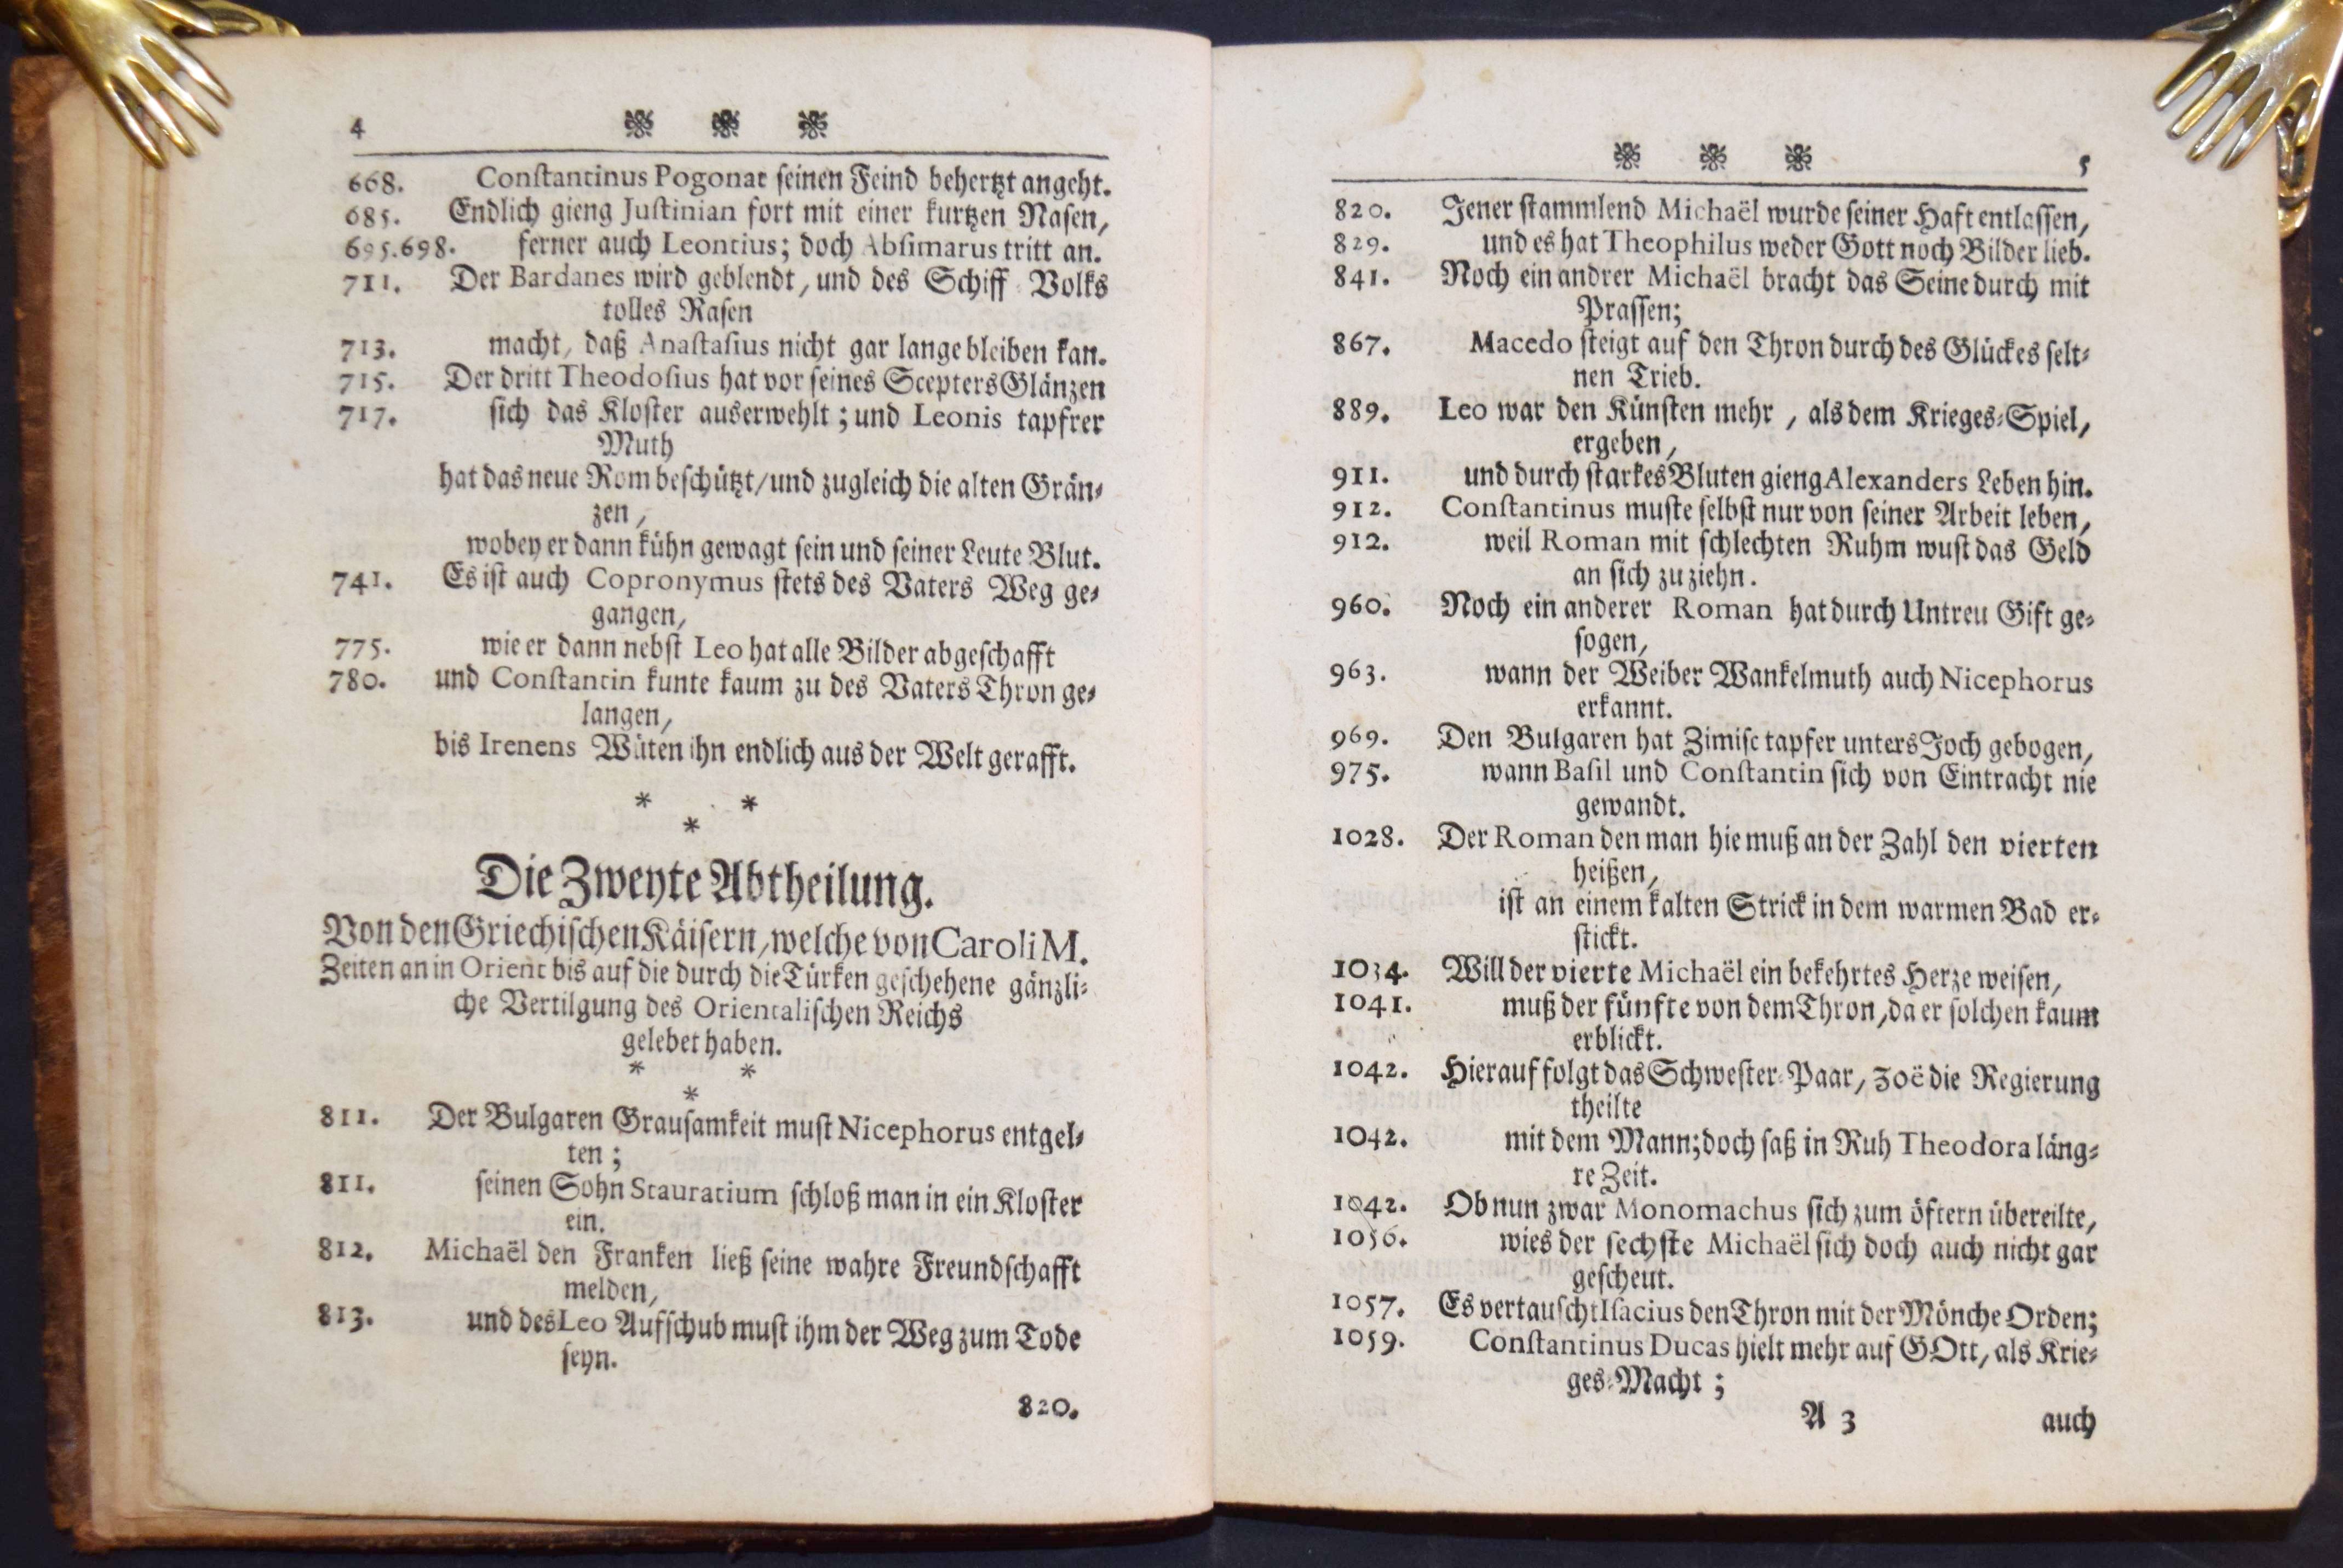 4
668. Conſtantinus Pogonat ſeinen Feind behertzt angeht.
685. Endlich gieng Juſtinian fort mit einer kurtzen Naſen,
695.698. ferner auch Leontius; doch Abſimarus tritt an.
711. Der Bardanes wird geblendt, und des Schiff-Volks
tolles Raſen
713. macht, daß Anaſtaſius nicht gar lange bleiben kan.
715. Der dritt Theodoſius hat vor ſeines Scepters Glänzen
717. ſich das Kloſter auserwehlt; und Leonis tapfrer
Muth
hat das neue Rom beſchützt/und zugleich die alten Grän-
zen,
wobey er dann kühn gewagt ſein und ſeiner Leute Blut.
741. Es iſt auch Copronymus ſtets des Vaters Weg ge-
gangen,
775. wie er dann nebſt Leo hat alle Bilder abgeſchafft
780. und Conſtantin kunte kaum zu des Vaters Thron ge-
langen,
bis Irenens Wüten ihn endlich aus der Welt gerafft.
* *
*
Die Zweyte Abtheilung.
Von den Griechiſchen Käiſern, welche von Caroli M.
Zeiten an in Orient bis auf die durch die Türken geſchehene gänzli-
che Vertilgung des Orientaliſchen Reichs
gelebet haben.
* *
*
811. Der Bulgaren Grauſamkeit muſt Nicephorus entgel-
ten;
811. ſeinen Sohn Stauratium ſchloß man in ein Kloſter
ein.
812. Michaël den Franken ließ ſeine wahre Freundſchafft
melden,
813. und des Leo Aufſchub muſt ihm der Weg zum Tode
ſeyn.
820.
5
820. Jener ſtammlend Michaël wurde ſeiner Haft entlaſſen,
829. und es hat Theophilus weder Gott noch Bilder lieb.
841. Noch ein andrer Michaël bracht das Seine durch mit
Praſſen;
867. Macedo ſteigt auf den Thron durch des Glückes ſelt-
nen Trieb.
889. Leo war den Künſten mehr, als dem Krieges-Spiel,
ergeben,
911. und durch ſtarkes Bluten gieng Alexanders Leben hin.
912. Conſtantinus muſte ſelbſt nur von ſeiner Arbeit leben,
912. weil Roman mit ſchlechten Ruhm wuſt das Geld
an ſich zu ziehn.
960. Noch ein anderer Roman hat durch Untreu Gift ge-
ſogen,
963. wann der Weiber Wankelmuth auch Nicephorus
erkannt.
969. Den Bulgaren hat Zimiſc tapfer unters Joch gebogen,
975. wann Baſil und Conſtantin ſich von Eintracht nie
gewandt.
1028. Der Roman den man hie muß an der Zahl den vierten
heißen,
iſt an einem kalten Strick in dem warmen Bad er-
ſtickt.
1034. Will der vierte Michaël ein bekehrtes Herze weiſen,
1041. muß der fünfte von dem Thron, da er ſolchen kaum
erblickt.
1042. Hierauf folgt das Schweſter-Paar, Zoë die Regierung
theilte
1042. mit dem Mann; doch ſaß in Ruh Theodora läng-
re Zeit.
1042. Ob nun zwar Monomachus ſich zum öftern übereilte,
1056. wies der ſechſte Michaël ſich doch auch nicht gar
geſcheut.
1057. Es vertauſcht Iſacius den Thron mit der Mönche Orden;
1059. Conſtantinus Ducas hielt mehr auf GOtt, als Krie-
ges-Macht;
A 3 auch